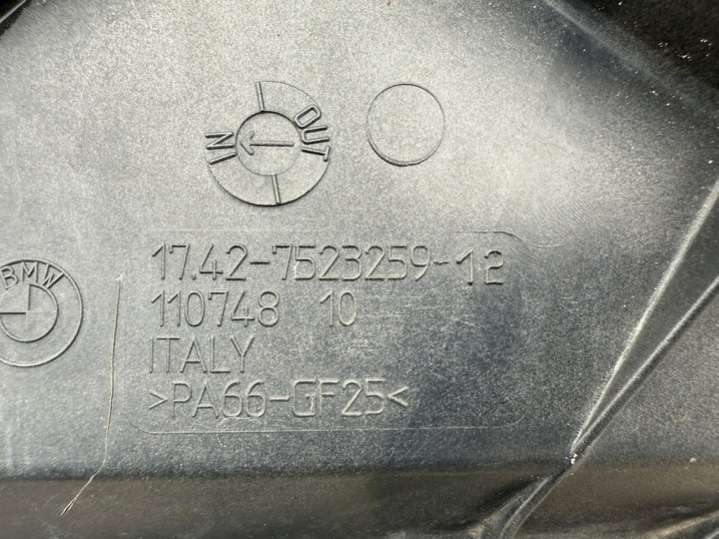 IN OUT
BMW
17.42-7523259-12
110748 10
ITALY
>PA66-GF25<